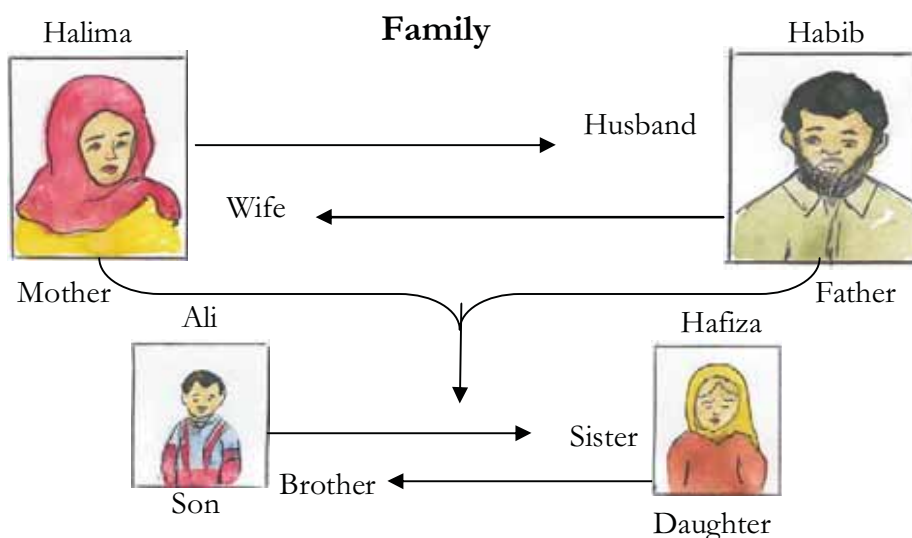 Family
Halima
Habib
Husband
Wife
Mother
Father
Ali
Hafiza
Sister
Brother
Son
Daughter